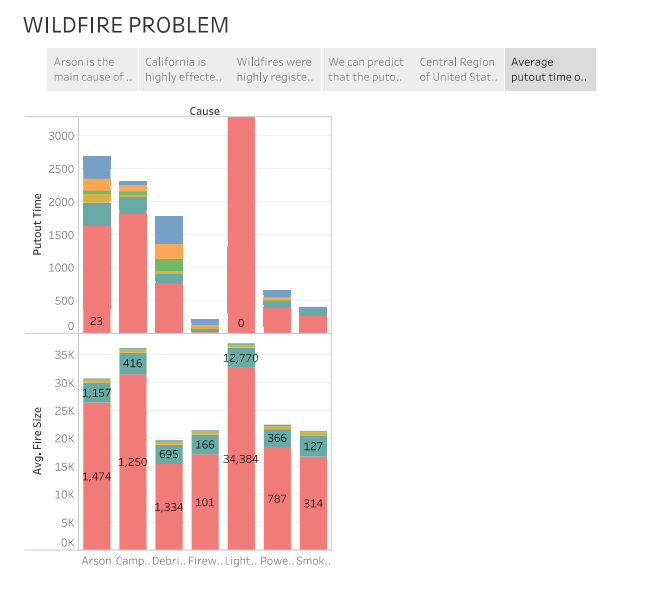 WILDFIRE PROBLEM
Arson is the
main cause of ..
California is
highly effecte..
Wildfires were
highly registe..
We can predict
that the puto..
Central Region
of United Stat..
Average
putout time o..
Cause
Putout Time
3000
2500
2000
1500
1000
500
0
23
0
Avg. Fire Size
35K
30K
25K
20K
15K
10K
5K
0K
1,157
416
695
166
12,770
366
127
1,474
1,250
1,334
101
34,384
787
314
Arson Camp.. Debri.. Firew.. Light.. Powe.. Smok..